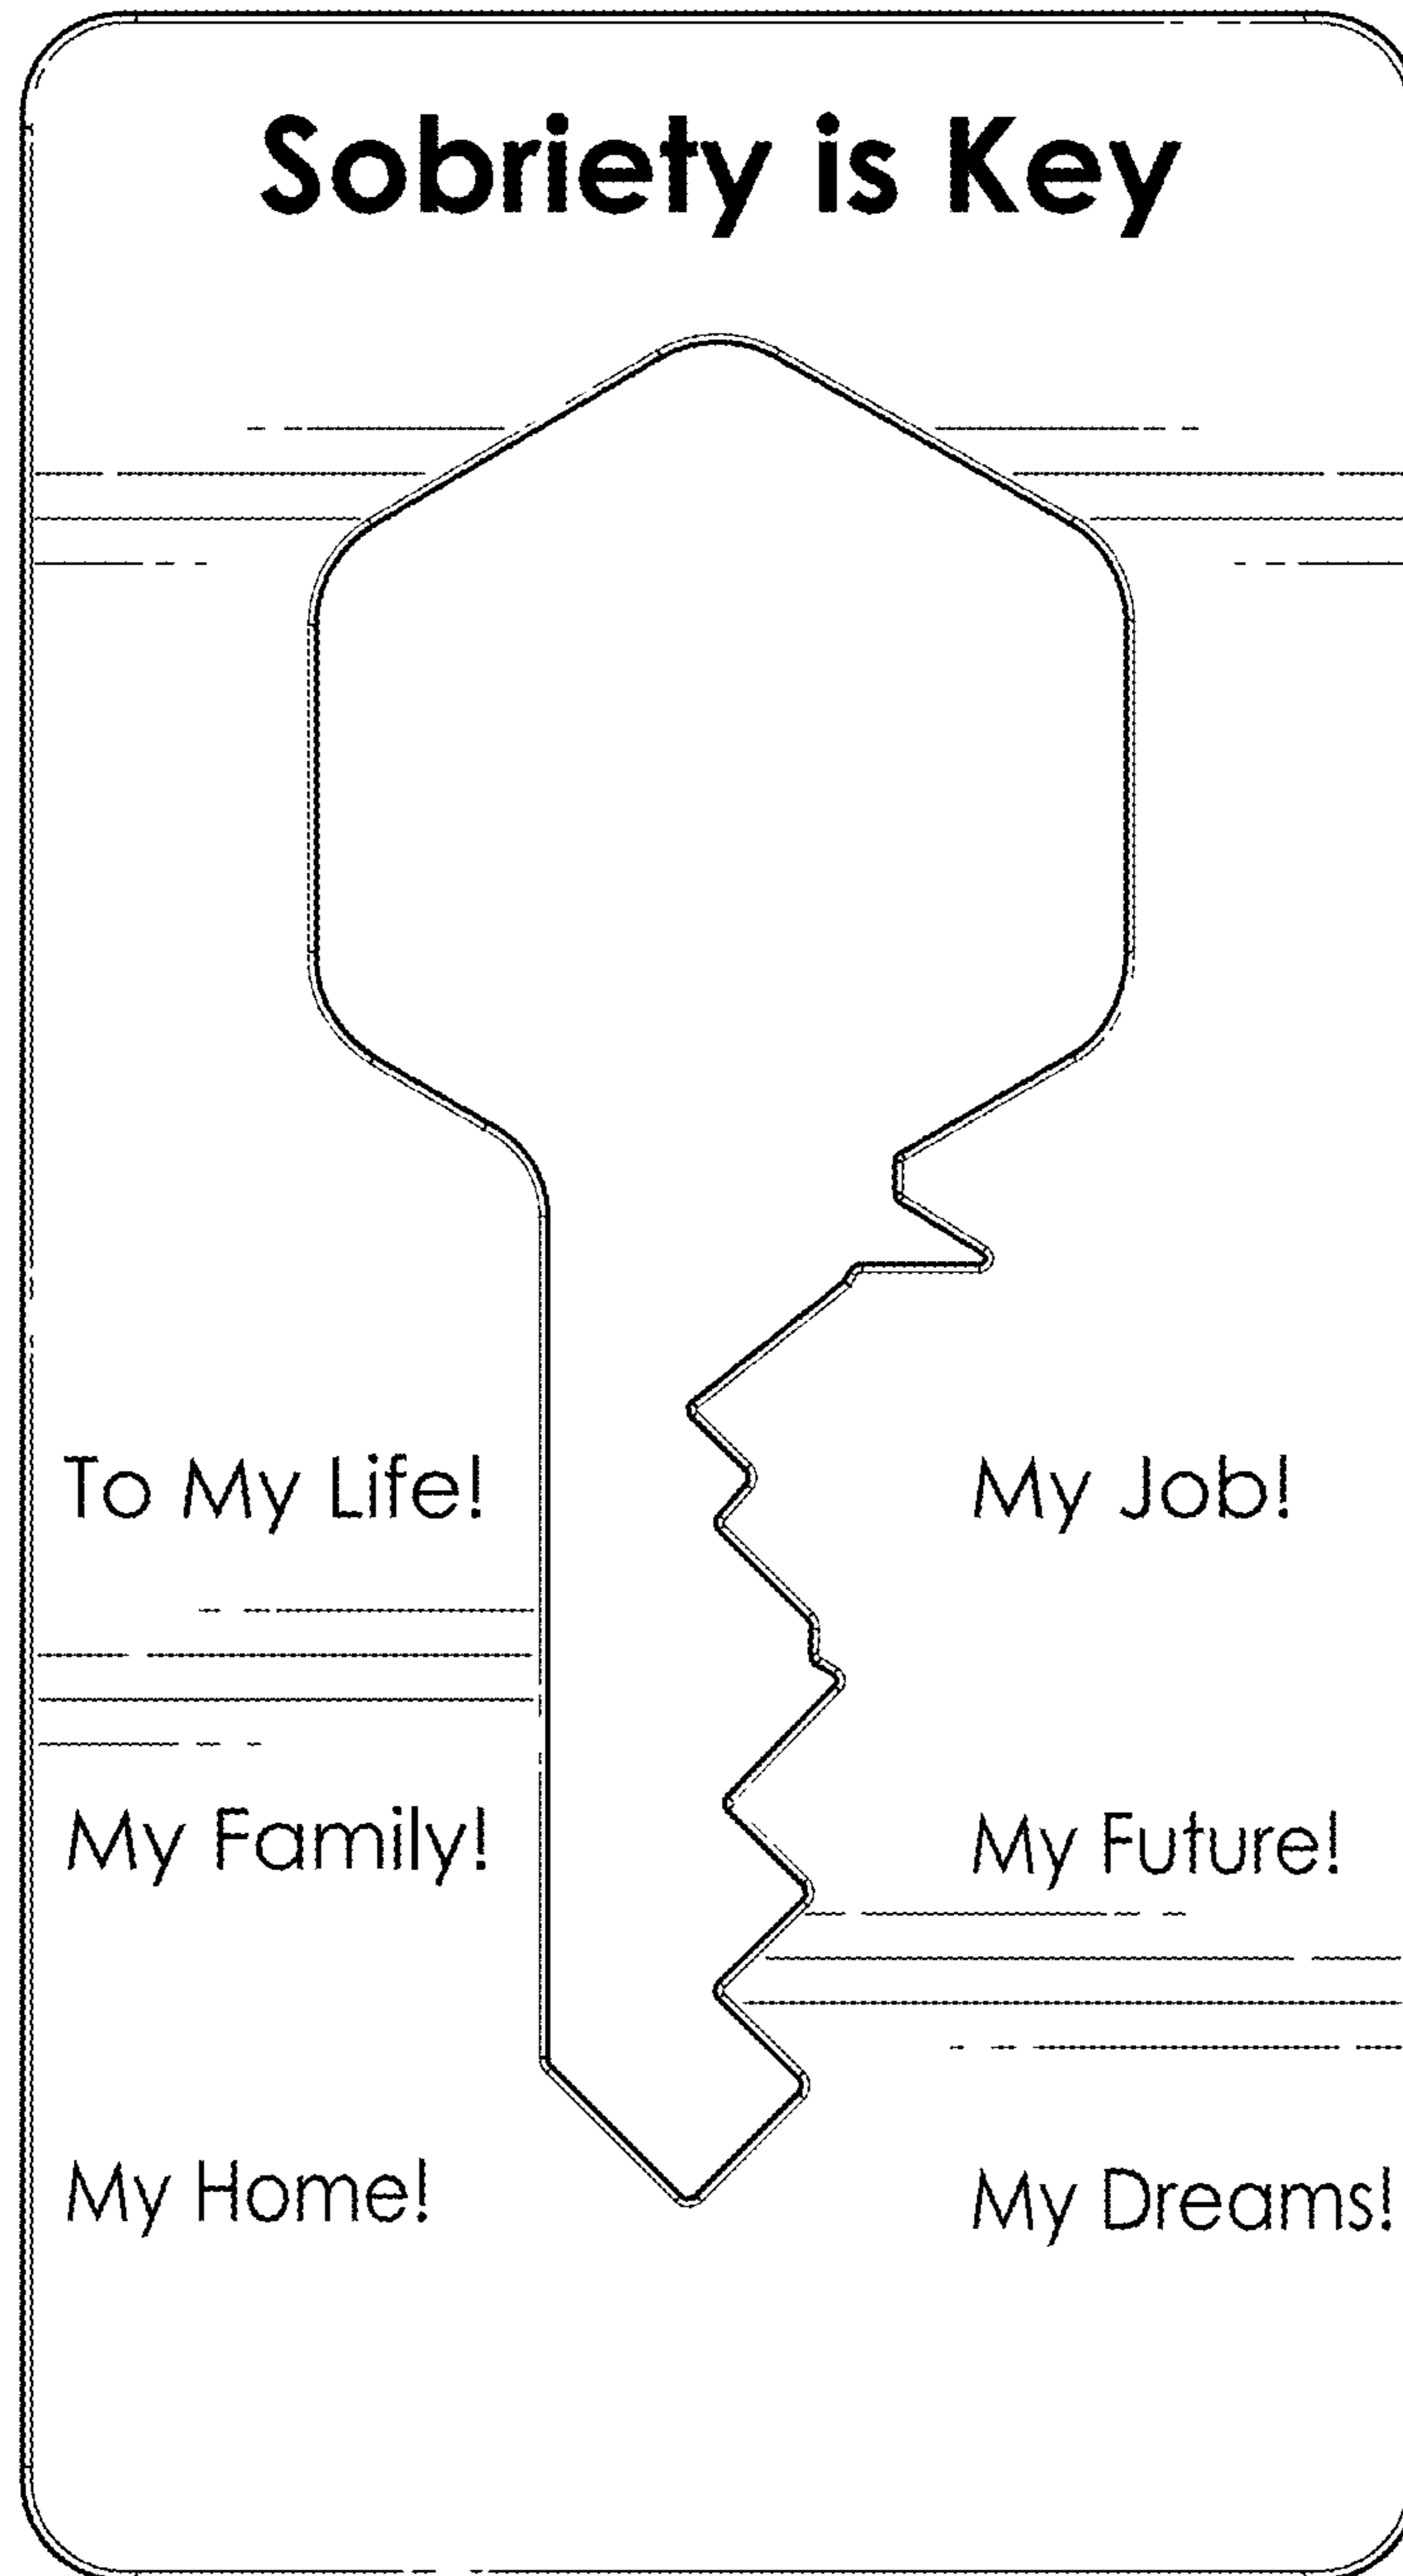 Sobriety is Key
To My Life!
My Family!
My Home!
My Job!
My Future!
My Dreams!